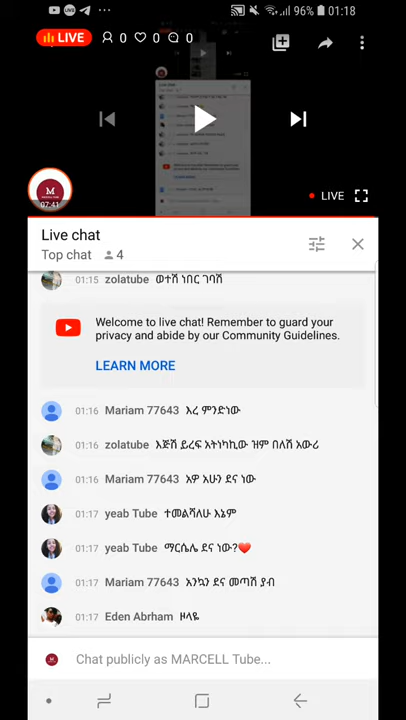 96% 01:18
LIVE 0 0 0
07:41
LIVE
Live chat
Top chat 4
01:15 zolatube ወተሽ ነበር ገባሽ
Welcome to live chat! Remember to guard your
privacy and abide by our Community Guidelines.
LEARN MORE
01:16 Mariam 77643 እረ ምንድነው
01:16 zolatube እጅሽ ይረፍ አትነካኪው ዝም በለሽ አውሪ
01:16 Mariam 77643 አዎ አሁን ደና ነው
01:17 yeab Tube ተመልሻለሁ እኔም
01:17 yeab Tube ማርሴሌ ደና ነው?❤️
01:17 Mariam 77643 እንኳን ደና መጣሽ ያብ
01:17 Eden Abrham ዞላዬ
Chat publicly as MARCELL Tube...